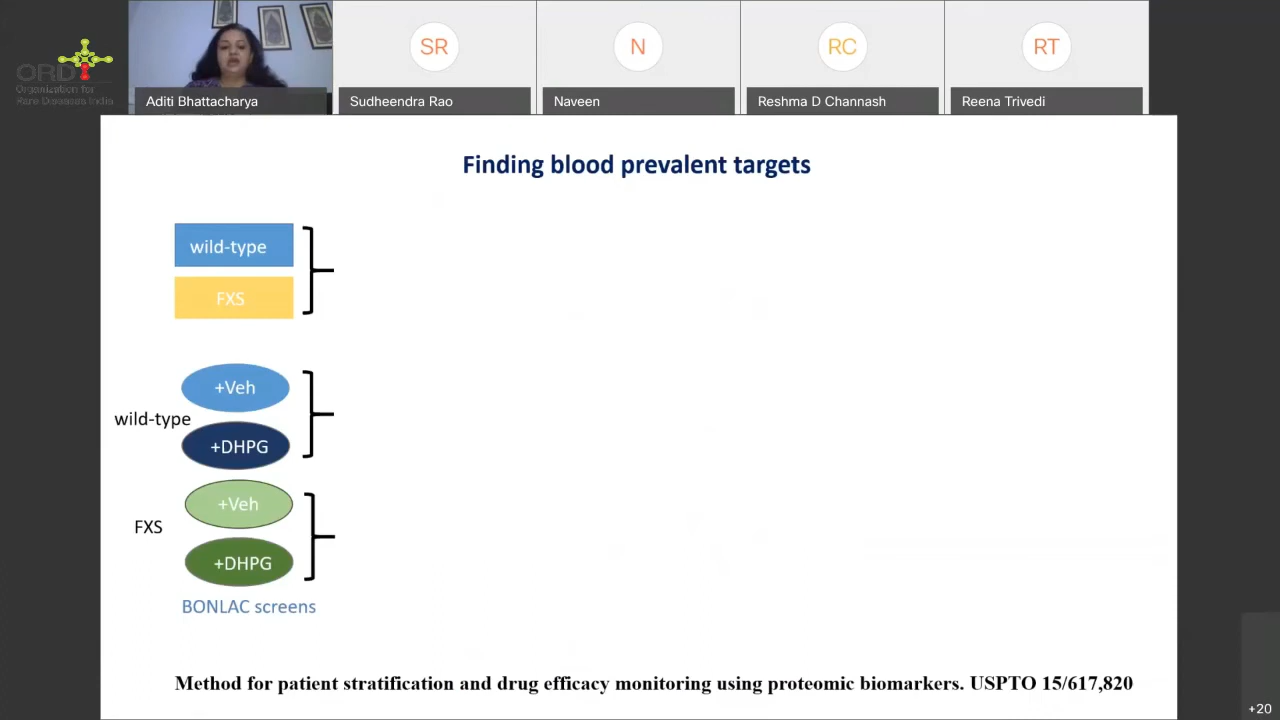 ORDI
Organization for
Rare Diseases India
SR
N
RC
RT
Aditi Bhattacharya
Sudheendra Rao
Naveen
Reshma D Channash
Reena Trivedi
Finding blood prevalent targets
wild-type
FXS
+Veh
wild-type
+DHPG
+Veh
FXS
+DHPG
BONLAC screens
Method for patient stratification and drug efficacy monitoring using proteomic biomarkers. USPTO 15/617,820
+20